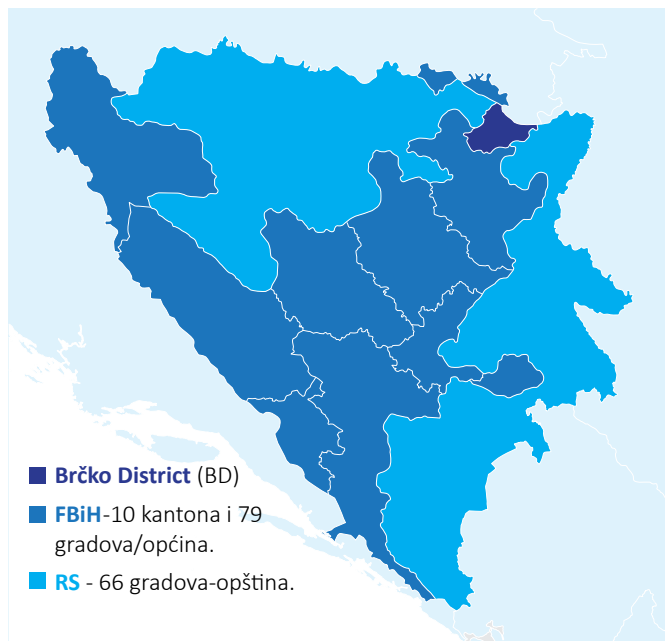 Brčko District (BD)
FBiH-10 kantona i 79
gradova/općina.
RS - 66 gradova-opština.